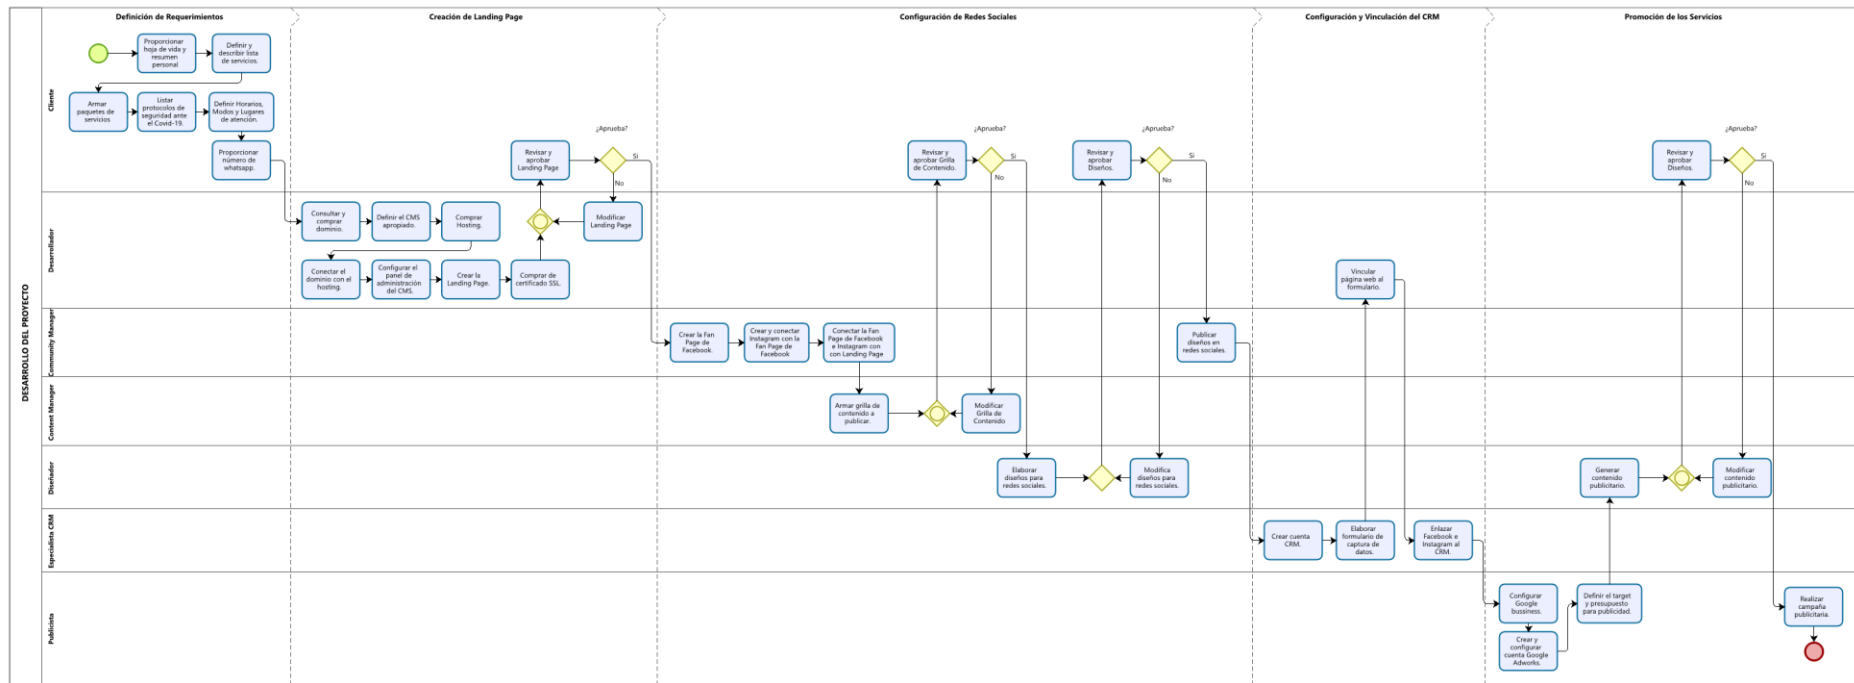 DESARROLLO DEL PROYECTO
Definición de Requerimientos
Creación de Landing Page
Configuración de Redes Sociales
Configuración y Vinculación del CRM
Promoción de los Servicios
Cliente
Proporcionar
hoja de vida y
resumen
personal
Definir y
describir lista
de servicios.
Armar
paquetes de
servicios
Listar
protocolos de
seguridad ante
el Covid-19.
Definir Horarios,
Modos y Lugares
de atención.
Proporcionar
número de
whatsapp.
Revisar y
aprobar
Landing Page
¿Aprueba?
Si
No
Revisar y
aprobar Grilla
de Contenido.
¿Aprueba?
Si
No
Revisar y
aprobar
Diseños.
¿Aprueba?
Si
No
Revisar y
aprobar
Diseños.
¿Aprueba?
Si
No
Desarrollador
Consultar y
comprar
dominio.
Definir el CMS
apropiado.
Comprar
Hosting.
Modificar
Landing Page
Conectar el
dominio con el
hosting.
Configurar el
panel de
administración
del CMS.
Crear la
Landing Page.
Comprar de
certificado SSL.
Vincular
página web al
formulario.
Community Manager
Crear la Fan
Page de
Facebook.
Crear y conectar
Instagram con la
Fan Page de
Facebook
Conectar la Fan
Page de Facebook
e Instagram con
con Landing Page
Publicar
diseños en
redes sociales.
Content Manager
Armar grilla de
contenido a
publicar.
Modificar
Grilla de
Contenido
Diseñador
Elaborar
diseños para
redes sociales.
Modifica
diseños para
redes sociales.
Generar
contenido
publicitario.
Modificar
contenido
publicitario.
Especialista CRM
Crear cuenta
CRM.
Elaborar
formulario de
captura de
datos.
Enlazar
Facebook e
Instagram al
CRM.
Publicista
Configurar
Google
bussiness.
Definir el target
y presupuesto
para publicidad.
Crear y
configurar
cuenta Google
Adworks.
Realizar
campaña
publicitaria.